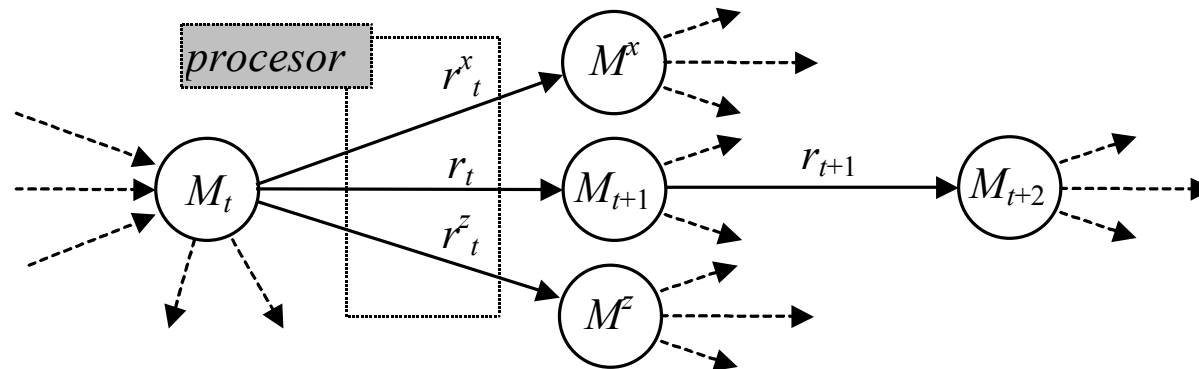 procesor
r^x_t
M^x
M_t
r_t
M_{t+1}
r_{t+1}
M_{t+2}
r^z_t
M^z